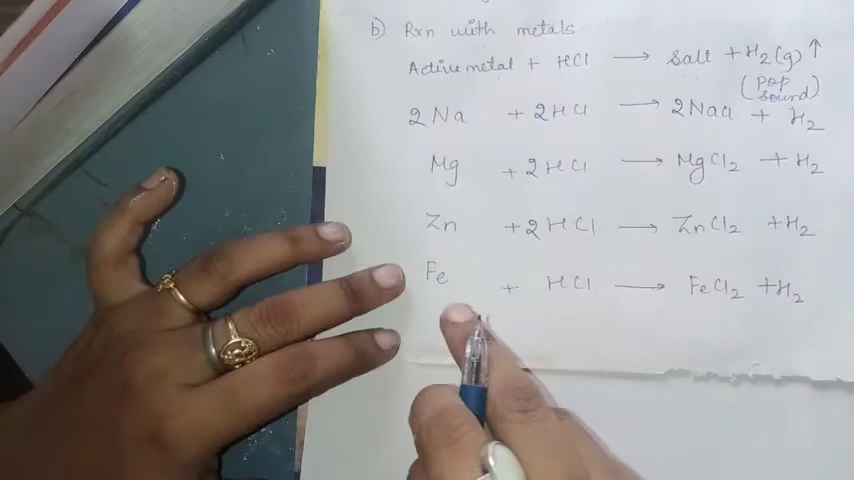 b) Rxn with metals
Active metal + HCl → Salt + H2(g) ↑
(pop sound)
2Na + 2HCl → 2NaCl + H2
Mg + 2HCl → MgCl2 + H2
Zn + 2HCl → ZnCl2 + H2
Fe + HCl → FeCl2 + H2